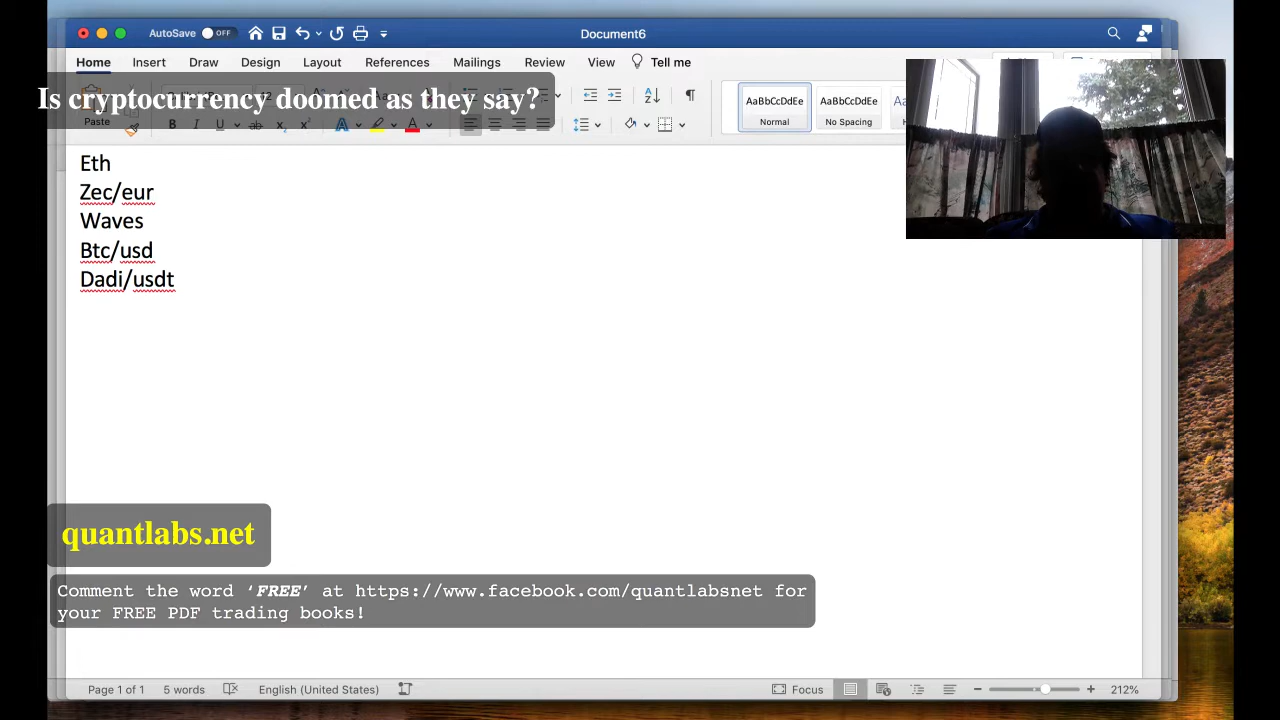 AutoSave
OFF
Document6
Home Insert Draw Design Layout References Mailings Review View Tell me
Is cryptocurrency doomed as they say?
Paste
AaBbCcDdEe
Normal
AaBbCcDdEe
No Spacing
Eth
Zec/eur
Waves
Btc/usd
Dadi/usdt
quantlabs.net
Comment the word ‘FREE’ at https://www.facebook.com/quantlabsnet for
your FREE PDF trading books!
Page 1 of 1 5 words English (United States) Focus 212%